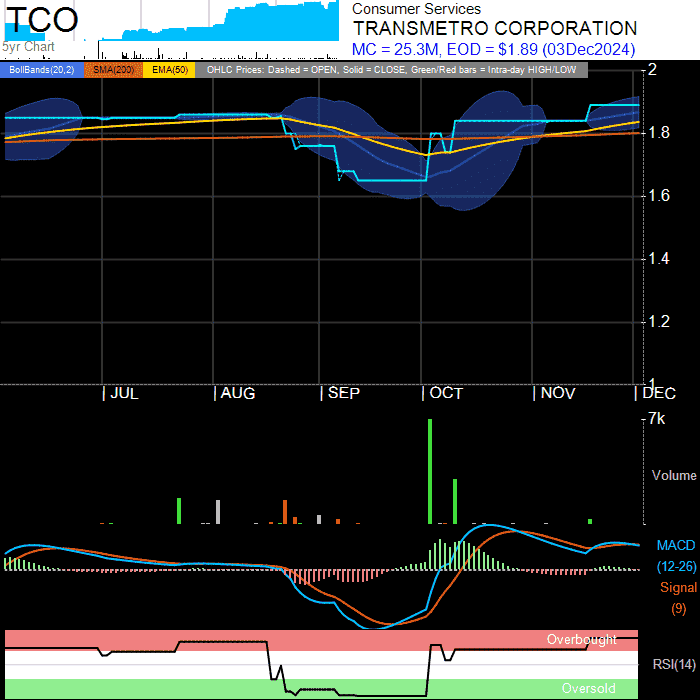 TCO
5yr Chart
Consumer Services
TRANSMETRO CORPORATION
MC = 25.3M, EOD = $1.89 (03Dec2024)
BollBands(20,2) SMA(200) EMA(50) OHLC Prices: Dashed = OPEN, Solid = CLOSE, Green/Red bars = Intra-day HIGH/LOW
2
1.8
1.6
1.4
1.2
1
JUL AUG SEP OCT NOV DEC
7k
Volume
MACD
(12-26)
Signal
(9)
Overbought
RSI(14)
Oversold